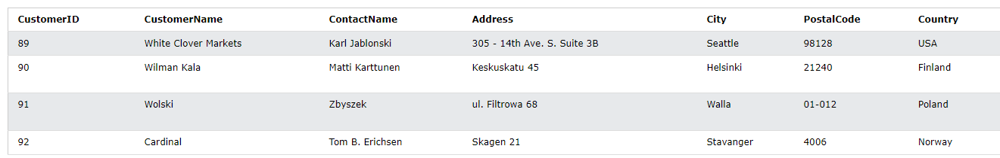 CustomerID CustomerName ContactName Address City PostalCode Country
89 White Clover Markets Karl Jablonski 305 - 14th Ave. S. Suite 3B Seattle 98128 USA
90 Wilman Kala Matti Karttunen Keskuskatu 45 Helsinki 21240 Finland
91 Wolski Zbyszek ul. Filtrowa 68 Walla 01-012 Poland
92 Cardinal Tom B. Erichsen Skagen 21 Stavanger 4006 Norway